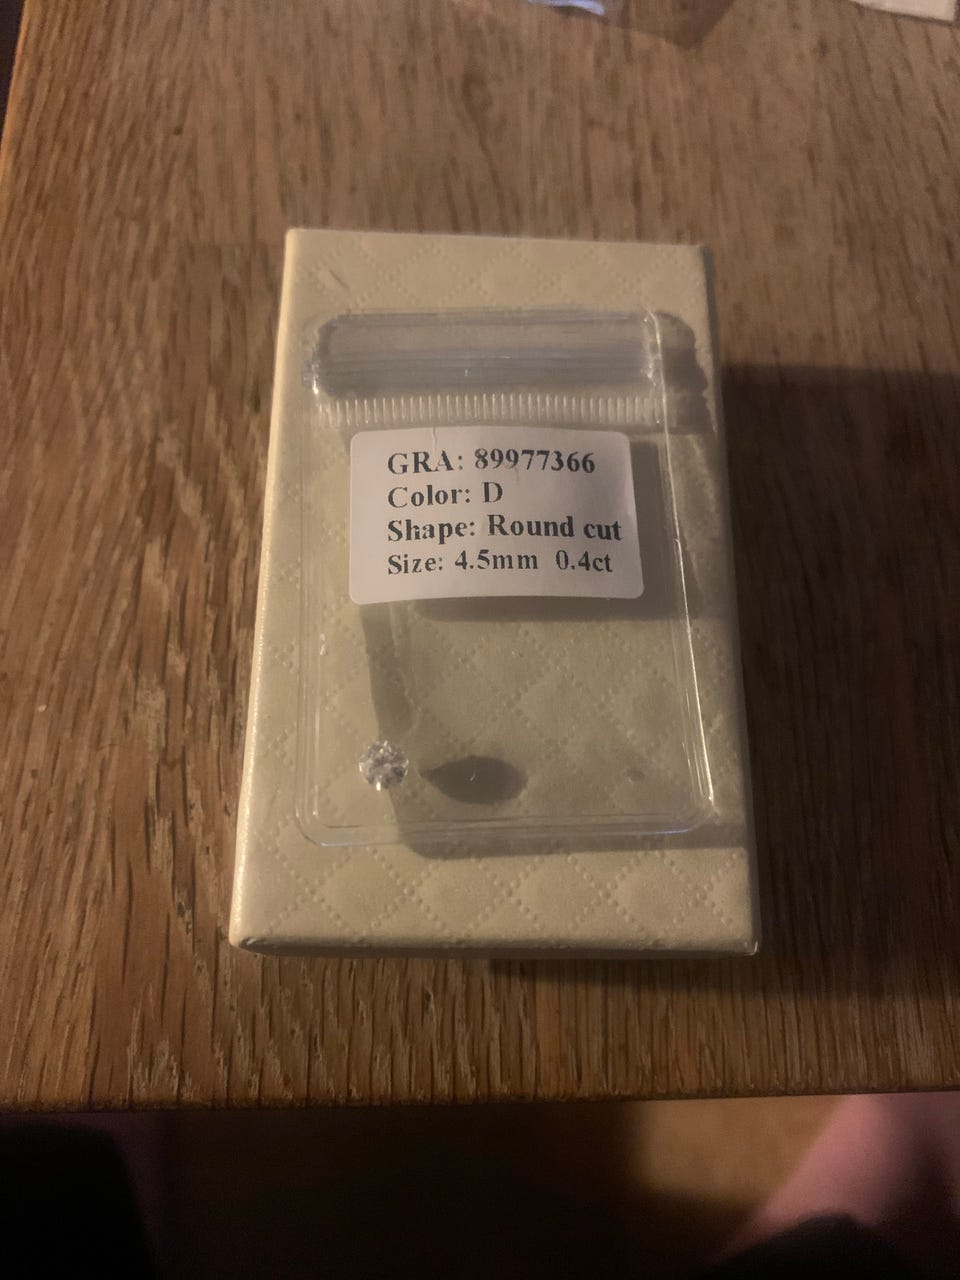 GRA: 89977366
Color: D
Shape: Round cut
Size: 4.5mm 0.4ct